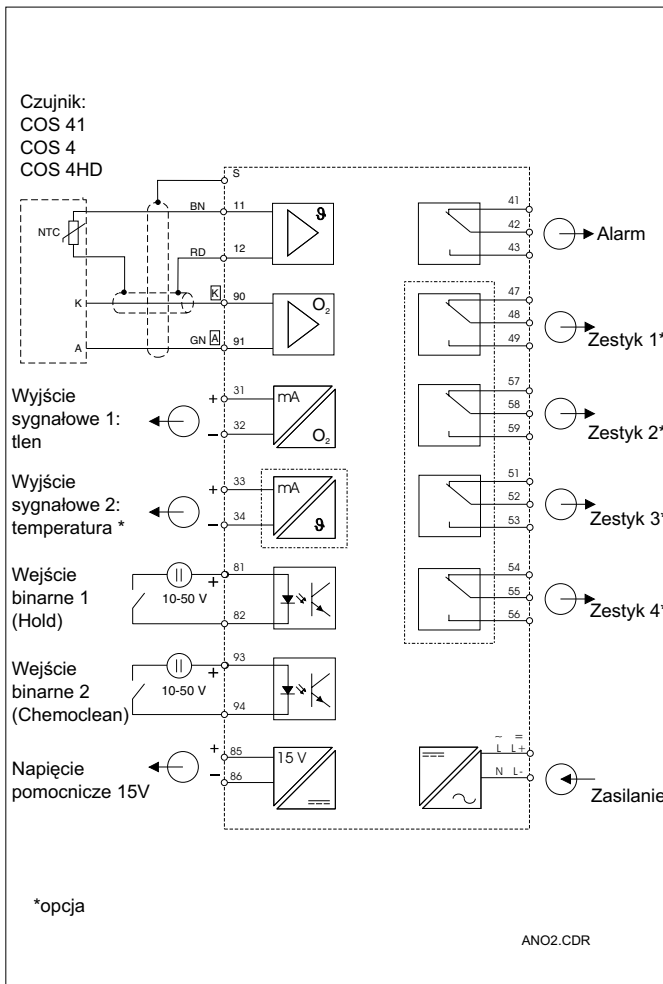 Czujnik:
COS 41
COS 4
COS 4HD
S
BN
11
ϑ
NTC
RD
12
K
K
90
O2
A
GN
A
91
Wyjście
sygnałowe 1:
tlen
+
31
mA
–
32
O2
Wyjście
sygnałowe 2:
temperatura *
+
33
mA
–
34
ϑ
Wejście
binarne 1
(Hold)
10-50 V
+
81
82
Wejście
binarne 2
(Chemoclean)
10-50 V
+
93
94
Napięcie
pomocnicze 15V
+
85
15 V
–
86
41
42
43
Alarm
47
48
49
Zestyk 1*
57
58
59
Zestyk 2*
51
52
53
Zestyk 3*
54
55
56
Zestyk 4*
~ =
L L+
N L-
Zasilanie
*opcja
ANO2.CDR